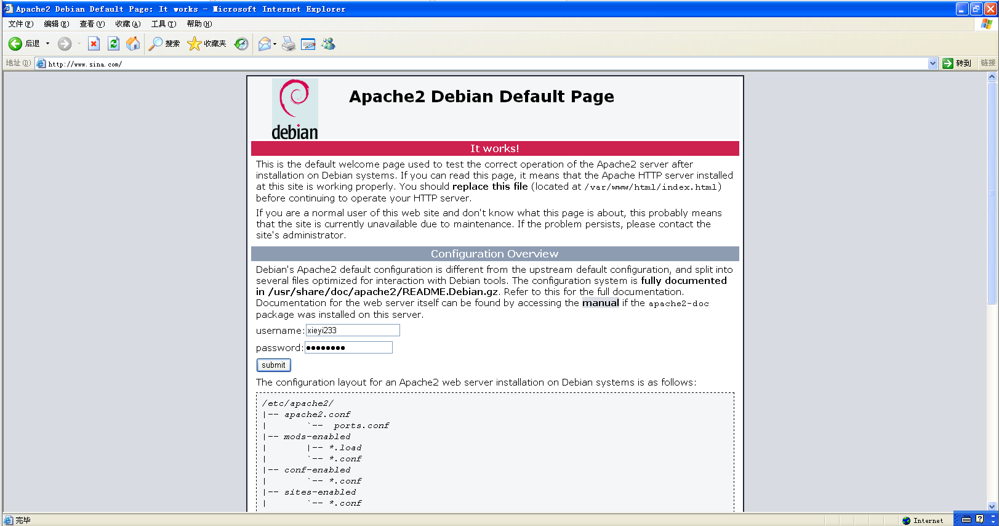 Apache2 Debian Default Page: It works - Microsoft Internet Explorer
文件(F) 编辑(E) 查看(V) 收藏(A) 工具(T) 帮助(H)
后退 搜索 收藏夹
地址(D) http://www.sina.com/ 转到 链接
debian
Apache2 Debian Default Page
It works!
This is the default welcome page used to test the correct operation of the Apache2 server after
installation on Debian systems. If you can read this page, it means that the Apache HTTP server installed
at this site is working properly. You should replace this file (located at /var/www/html/index.html)
before continuing to operate your HTTP server.
If you are a normal user of this web site and don't know what this page is about, this probably means
that the site is currently unavailable due to maintenance. If the problem persists, please contact the
site's administrator.
Configuration Overview
Debian's Apache2 default configuration is different from the upstream default configuration, and split into
several files optimized for interaction with Debian tools. The configuration system is fully documented
in /usr/share/doc/apache2/README.Debian.gz. Refer to this for the full documentation.
Documentation for the web server itself can be found by accessing the manual if the apache2-doc
package was installed on this server.
username: xieyi233
password: ●●●●●●●●
submit
The configuration layout for an Apache2 web server installation on Debian systems is as follows:
/etc/apache2/
|-- apache2.conf
|       `--  ports.conf
|-- mods-enabled
|       |-- *.load
|       `-- *.conf
|-- conf-enabled
|       `-- *.conf
|-- sites-enabled
|       `-- *.conf
完毕 Internet